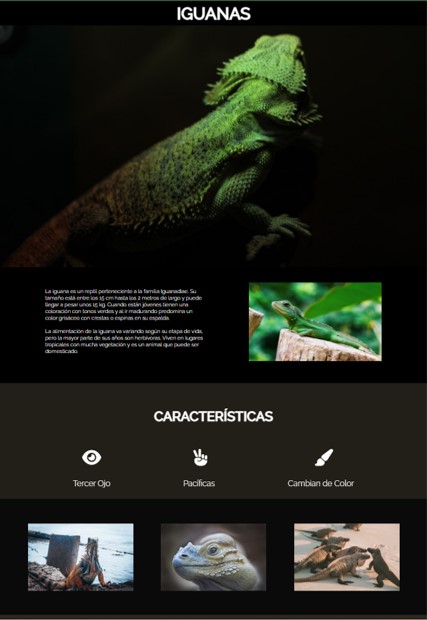 IGUANAS
La iguana es un reptil perteneciente a la familia Iguanadiae. Su
tamaño está entre los 15 cm hasta los 2 metros de largo y puede
llegar a pesar unos 15 kg. Cuando están jóvenes tienen una
coloración con tonos verdes y al ir madurando predomina un
color grisáceo con crestas o espinas en su espalda.
La alimentación de la iguana va variando según su etapa de vida,
pero la mayor parte de sus años son herbívoras. Viven en lugares
tropicales con mucha vegetación y es un animal que puede ser
domesticado.
CARACTERÍSTICAS
Tercer Ojo
Pacíficas
Cambian de Color